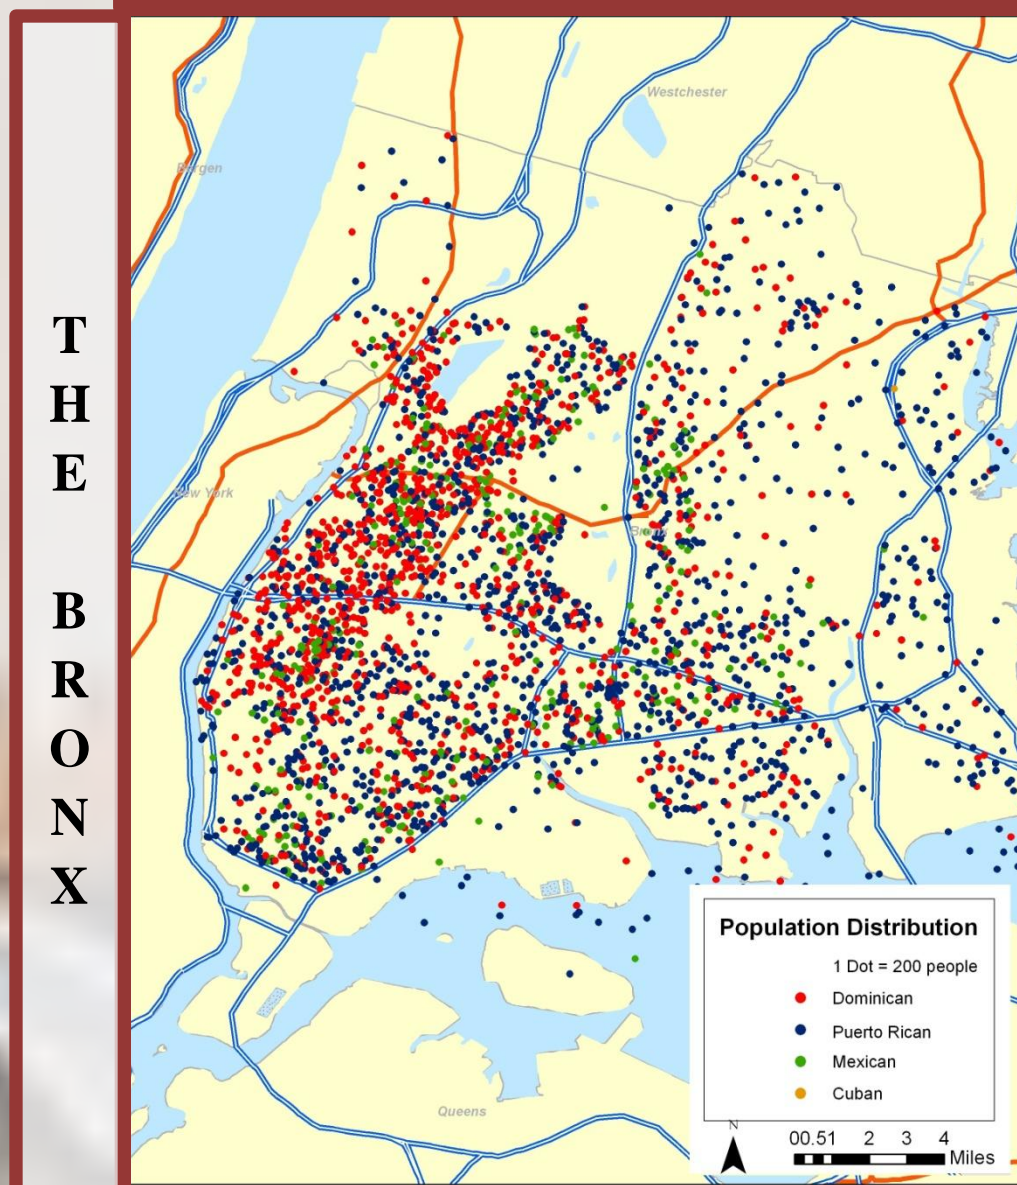 THE BRONX
Westchester
Bergen
New York
Bronx
Population Distribution
1 Dot = 200 people
Dominican
Puerto Rican
Mexican
Cuban
N
00.51 2 3 4
Miles
Queens